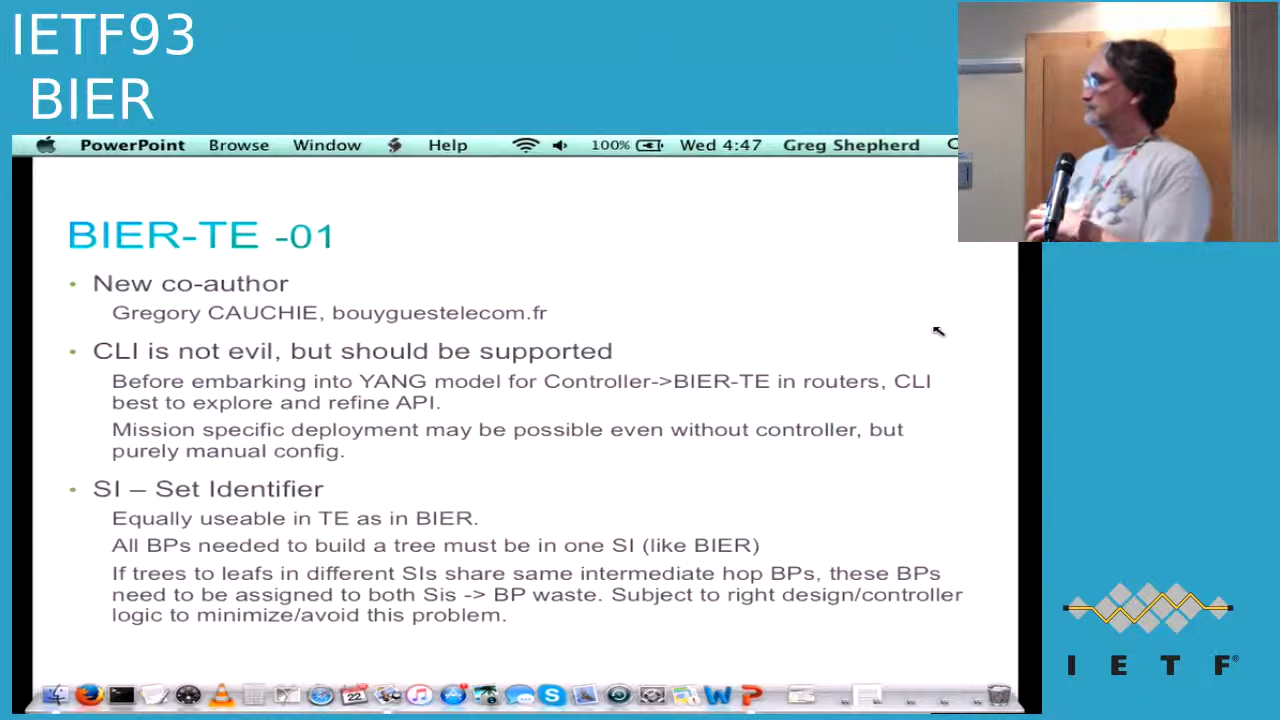 IETF93
BIER
PowerPoint Browse Window Help 100% Wed 4:47 Greg Shepherd
BIER-TE -01
• New co-author
Gregory CAUCHIE, bouyguestelecom.fr
• CLI is not evil, but should be supported
Before embarking into YANG model for Controller->BIER-TE in routers, CLI
best to explore and refine API.
Mission specific deployment may be possible even without controller, but
purely manual config.
• SI – Set Identifier
Equally useable in TE as in BIER.
All BPs needed to build a tree must be in one SI (like BIER)
If trees to leafs in different SIs share same intermediate hop BPs, these BPs
need to be assigned to both Sis -> BP waste. Subject to right design/controller
logic to minimize/avoid this problem.
22
I E T F®